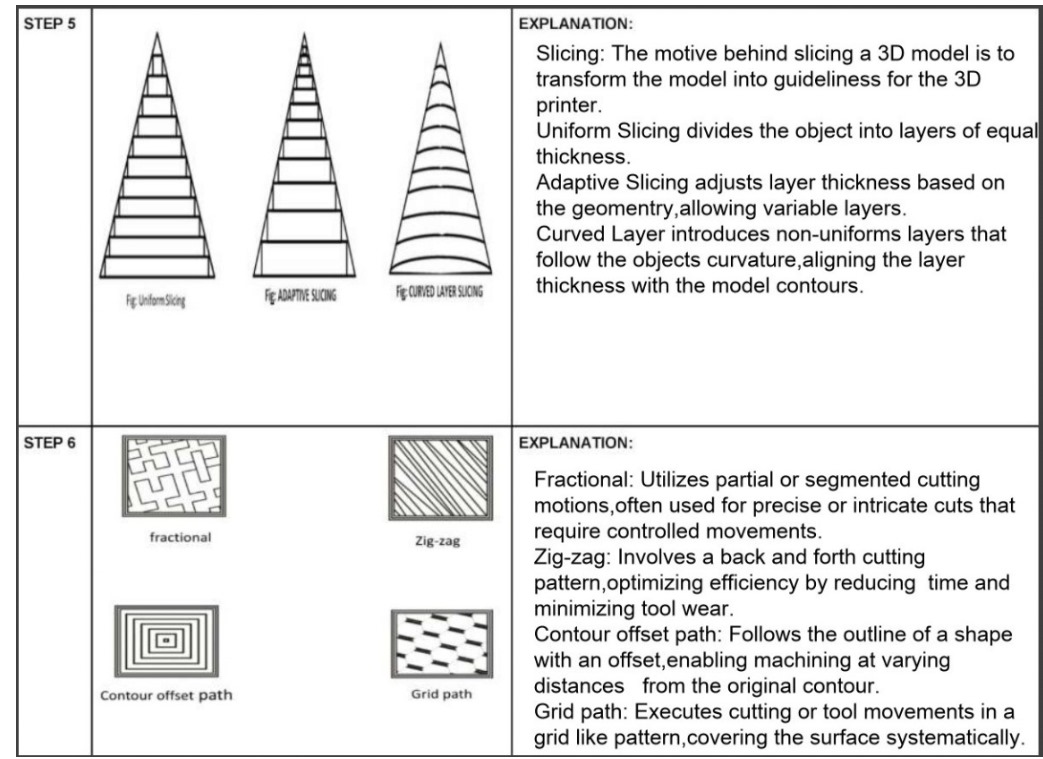 STEP 5
Fig: Uniform Slicing
Fig: ADAPTIVE SLICING
Fig: CURVED LAYER SLICING
EXPLANATION:
Slicing: The motive behind slicing a 3D model is to
transform the model into guideliness for the 3D
printer.
Uniform Slicing divides the object into layers of equal
thickness.
Adaptive Slicing adjusts layer thickness based on
the geomentry,allowing variable layers.
Curved Layer introduces non-uniforms layers that
follow the objects curvature,aligning the layer
thickness with the model contours.
STEP 6
fractional
Zig-zag
Contour offset path
Grid path
EXPLANATION:
Fractional: Utilizes partial or segmented cutting
motions,often used for precise or intricate cuts that
require controlled movements.
Zig-zag: Involves a back and forth cutting
pattern,optimizing efficiency by reducing  time and
minimizing tool wear.
Contour offset path: Follows the outline of a shape
with an offset,enabling machining at varying
distances   from the original contour.
Grid path: Executes cutting or tool movements in a
grid like pattern,covering the surface systematically.